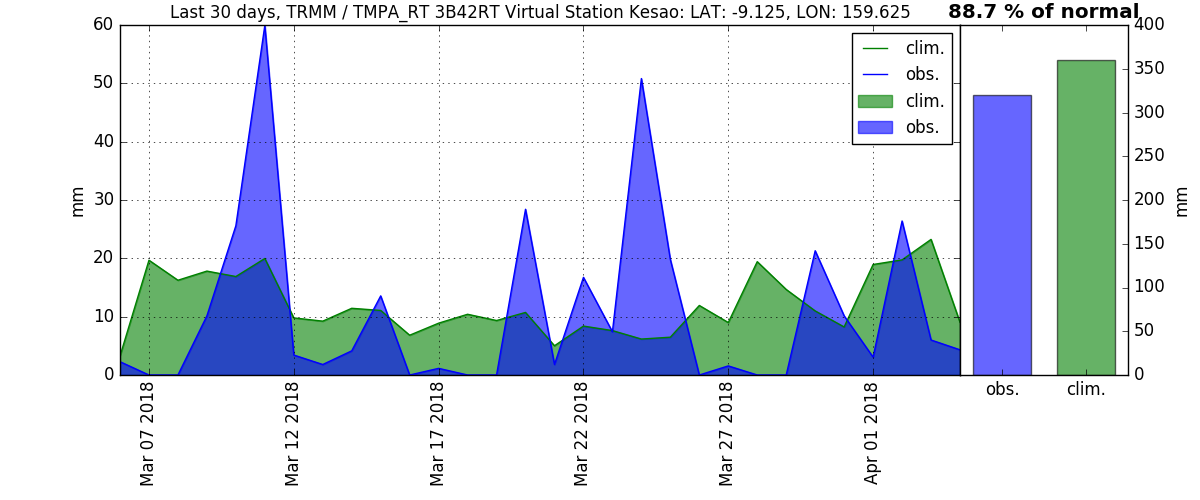 Last 30 days, TRMM / TMPA_RT 3B42RT Virtual Station Kesao: LAT: -9.125, LON: 159.625
88.7 % of normal
60
50
40
30
20
10
0
mm
clim.
obs.
clim.
obs.
400
350
300
250
200
150
100
50
0
mm
Mar 07 2018
Mar 12 2018
Mar 17 2018
Mar 22 2018
Mar 27 2018
Apr 01 2018
obs.
clim.